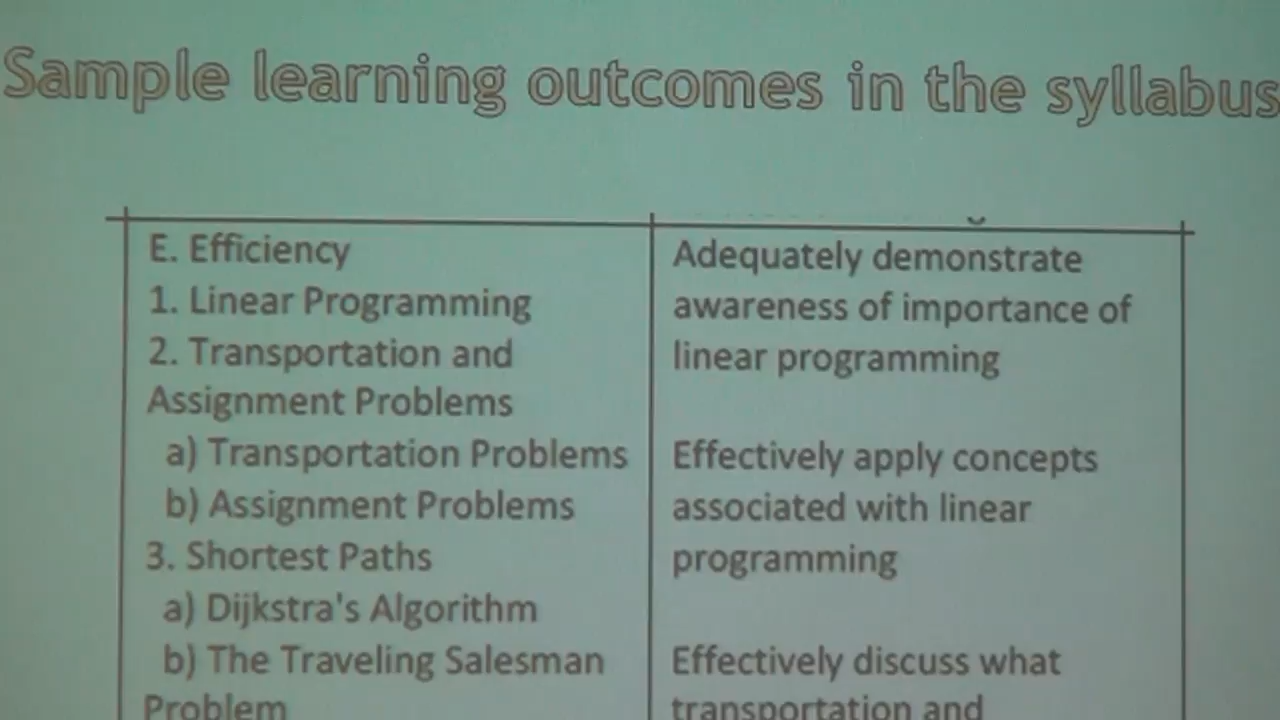 Sample learning outcomes in the syllabus
E. Efficiency
1. Linear Programming
2. Transportation and
Assignment Problems
a) Transportation Problems
b) Assignment Problems
3. Shortest Paths
a) Dijkstra's Algorithm
b) The Traveling Salesman
Problem
Adequately demonstrate
awareness of importance of
linear programming
Effectively apply concepts
associated with linear
programming
Effectively discuss what
transportation and